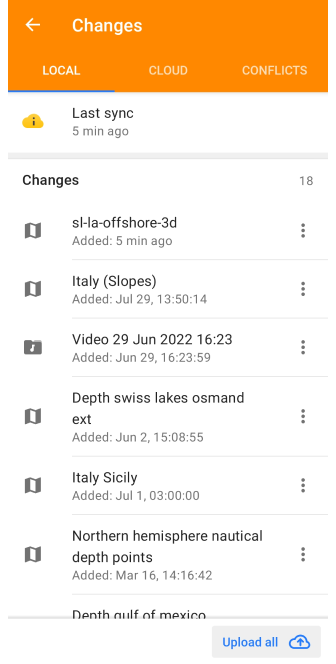 Changes
LOCAL
CLOUD
CONFLICTS
Last sync
5 min ago
Changes
18
sl-la-offshore-3d
Added: 5 min ago
Italy (Slopes)
Added: Jul 29, 13:50:14
Video 29 Jun 2022 16:23
Added: Jun 29, 16:23:59
Depth swiss lakes osmand
ext
Added: Jun 2, 15:08:55
Italy Sicily
Added: Jul 1, 03:00:00
Northern hemisphere nautical
depth points
Added: Mar 16, 14:16:42
Depth gulf of mexico
Upload all